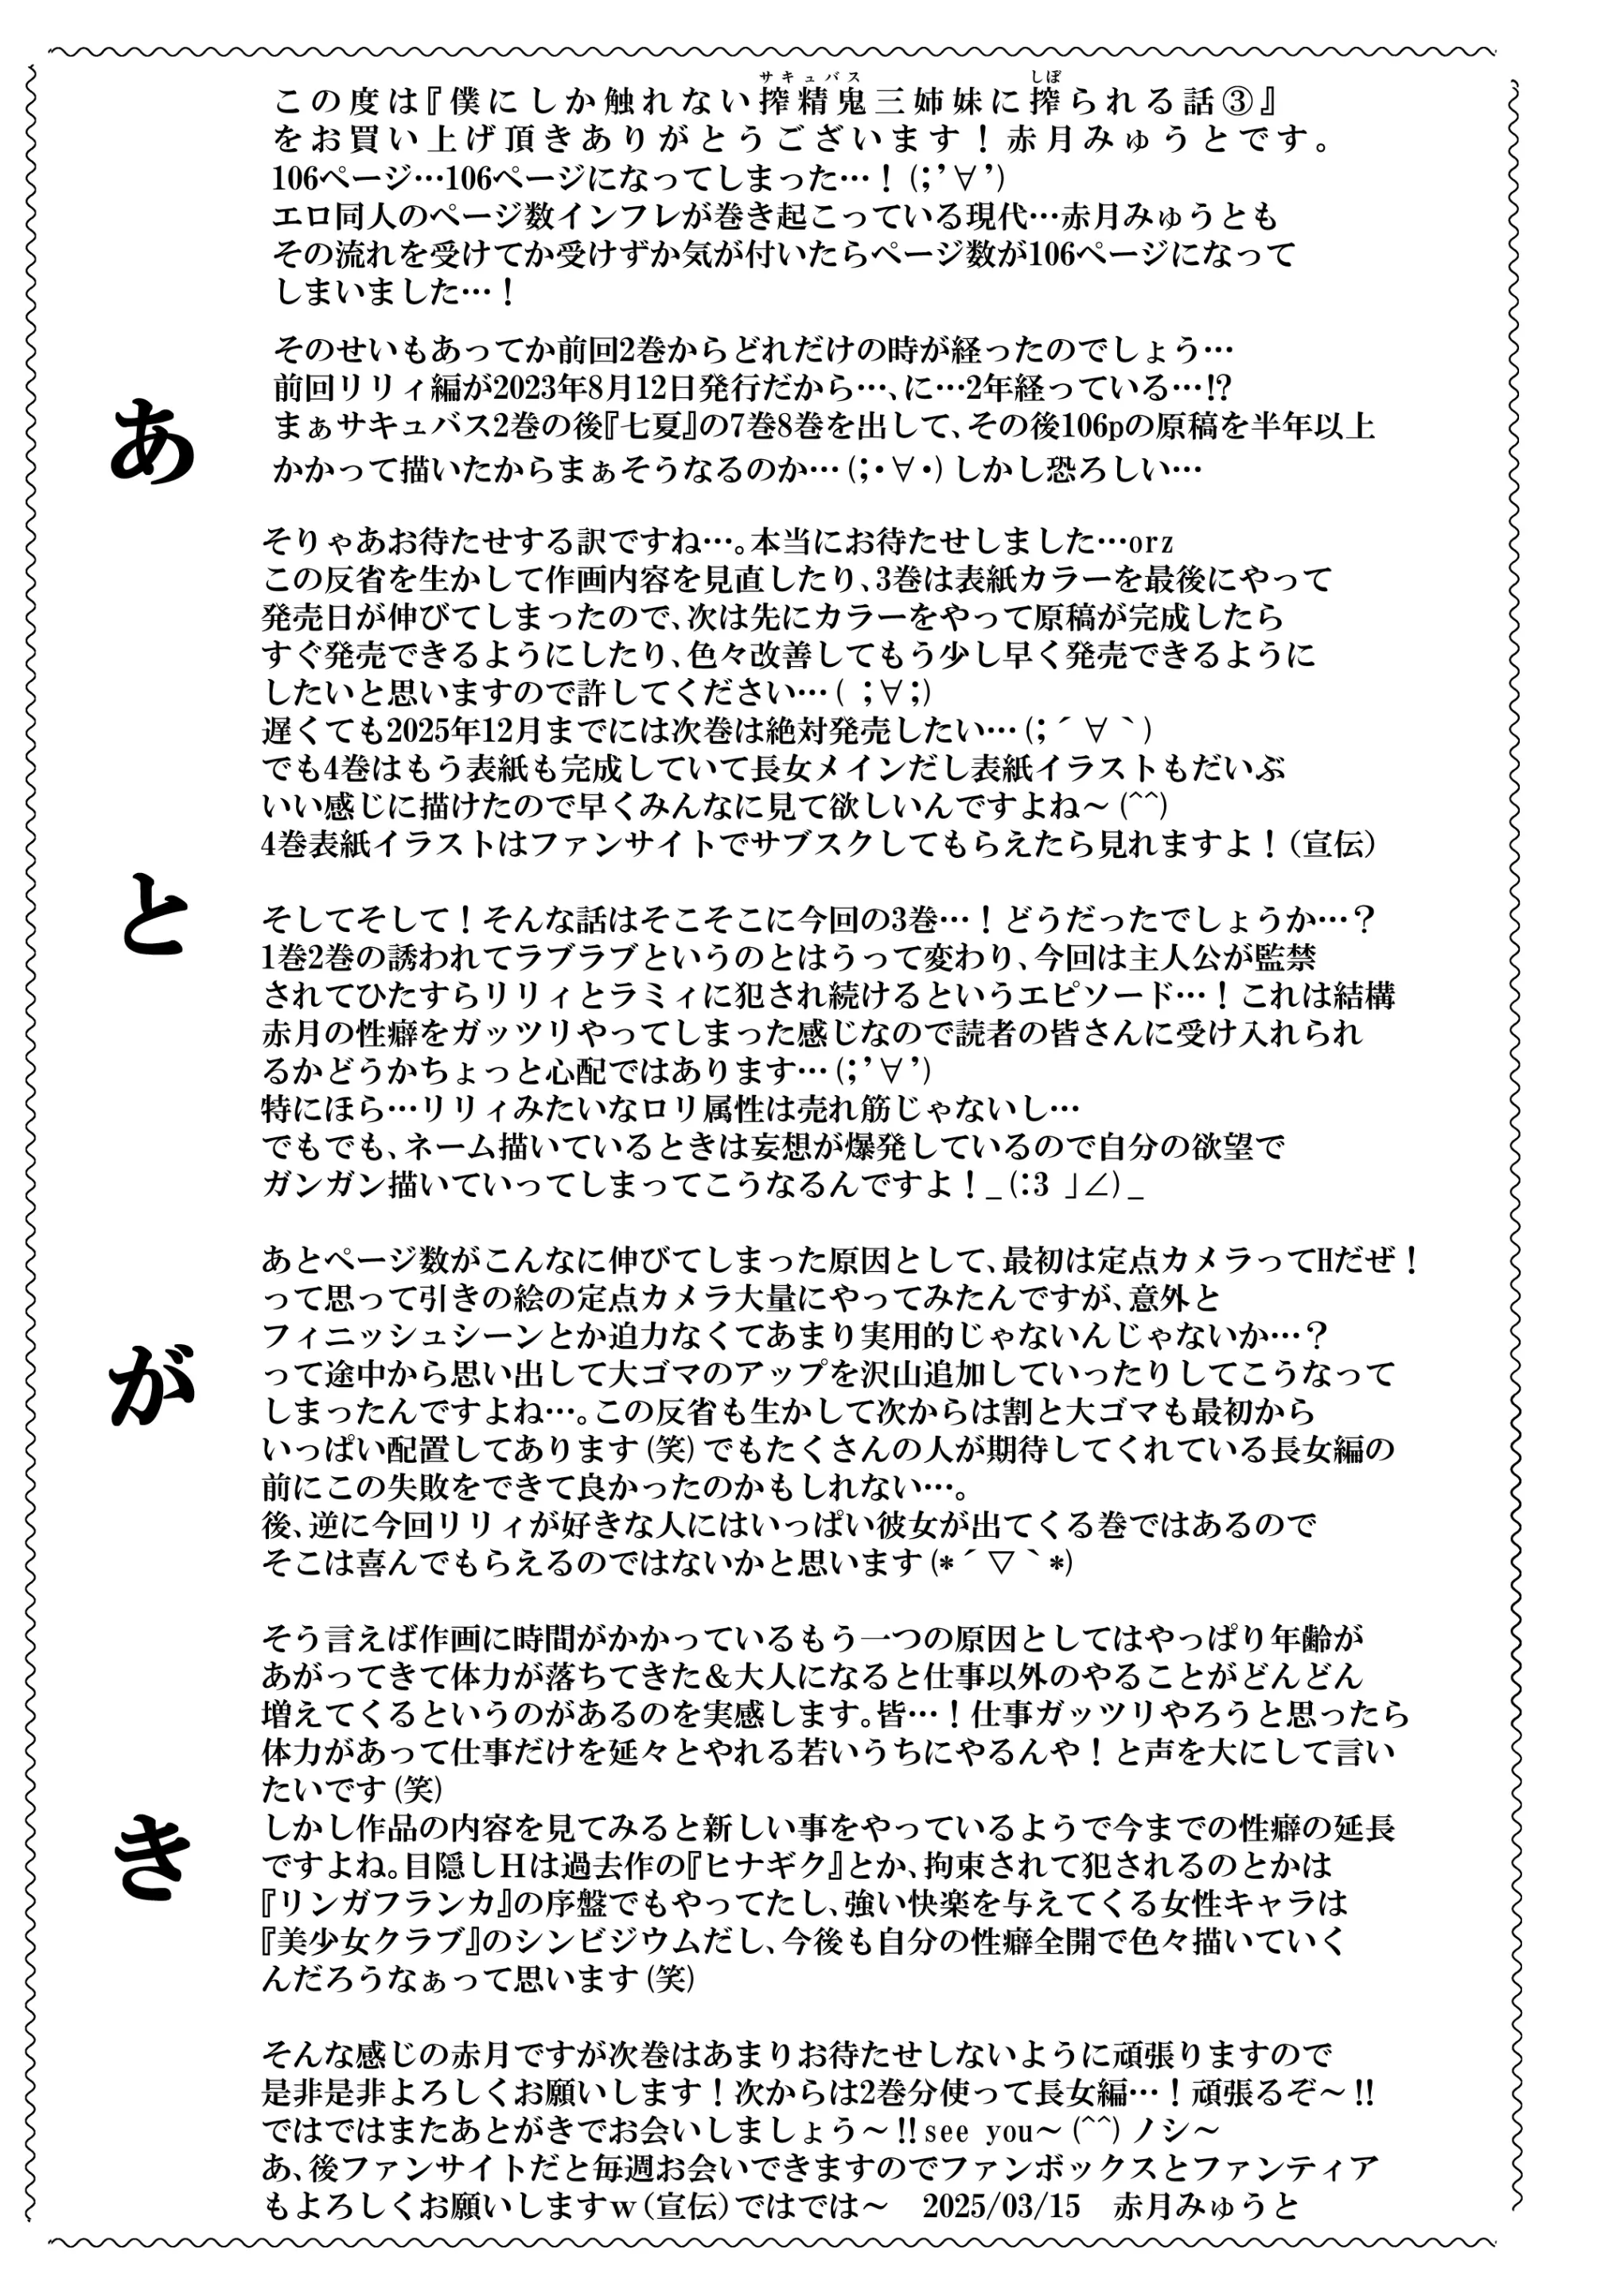 あとがき
この度は『僕にしか触れない搾精鬼三姉妹に搾られる話③』
サキュバス
しぼ
をお買い上げ頂きありがとうございます！赤月みゅうとです。
106ページ…106ページになってしまった…！(;’∀’)
エロ同人のページ数インフレが巻き起こっている現代…赤月みゅうとも
その流れを受けてか受けずか気が付いたらページ数が106ページになって
しまいました…！
そのせいもあってか前回2巻からどれだけの時が経ったのでしょう…
前回リリィ編が2023年8月12日発行だから…、に…2年経っている…!?
まぁサキュバス2巻の後『七夏』の7巻8巻を出して、その後106pの原稿を半年以上
かかって描いたからまぁそうなるのか…(;・∀・)しかし恐ろしい…
そりゃあお待たせする訳ですね…。本当にお待たせしました…orz
この反省を生かして作画内容を見直したり、3巻は表紙カラーを最後にやって
発売日が伸びてしまったので、次は先にカラーをやって原稿が完成したら
すぐ発売できるようにしたり、色々改善してもう少し早く発売できるように
したいと思いますので許してください…( ;∀;)
遅くても2025年12月までには次巻は絶対発売したい…(;´∀｀)
でも4巻はもう表紙も完成していて長女メインだし表紙イラストもだいぶ
いい感じに描けたので早くみんなに見て欲しいんですよね～(^^)
4巻表紙イラストはファンサイトでサブスクしてもらえたら見れますよ！(宣伝)
そしてそして！そんな話はそこそこに今回の3巻…！どうだったでしょうか…？
1巻2巻の誘われてラブラブというのとはうって変わり、今回は主人公が監禁
されてひたすらリリィとラミィに犯され続けるというエピソード…！これは結構
赤月の性癖をガッツリやってしまった感じなので読者の皆さんに受け入れられ
るかどうかちょっと心配ではあります…(;’∀’)
特にほら…リリィみたいなロリ属性は売れ筋じゃないし…
でもでも、ネーム描いているときは妄想が爆発しているので自分の欲望で
ガンガン描いていってしまってこうなるんですよ！_(:3 」∠)_
あとページ数がこんなに伸びてしまった原因として、最初は定点カメラってHだぜ！
って思って引きの絵の定点カメラ大量にやってみたんですが、意外と
フィニッシュシーンとか迫力なくてあまり実用的じゃないんじゃないか…？
って途中から思い出して大ゴマのアップを沢山追加していったりしてこうなって
しまったんですよね…。この反省も生かして次からは割と大ゴマも最初から
いっぱい配置してあります(笑)でもたくさんの人が期待してくれている長女編の
前にこの失敗をできて良かったのかもしれない…。
後、逆に今回リリィが好きな人にはいっぱい彼女が出てくる巻ではあるので
そこは喜んでもらえるのではないかと思います(*´▽｀*)
そう言えば作画に時間がかかっているもう一つの原因としてはやっぱり年齢が
あがってきて体力が落ちてきた＆大人になると仕事以外のやることがどんどん
増えてくるというのがあるのを実感します。皆…！仕事ガッツリやろうと思ったら
体力があって仕事だけを延々とやれる若いうちにやるんや！と声を大にして言い
たいです(笑)
しかし作品の内容を見てみると新しい事をやっているようで今までの性癖の延長
ですよね。目隠しＨは過去作の『ヒナギク』とか、拘束されて犯されるのとかは
『リンガフランカ』の序盤でもやってたし、強い快楽を与えてくる女性キャラは
『美少女クラブ』のシンビジウムだし、今後も自分の性癖全開で色々描いていく
んだろうなぁって思います(笑)
そんな感じの赤月ですが次巻はあまりお待たせしないように頑張りますので
是非是非よろしくお願いします！次からは2巻分使って長女編…！頑張るぞ～!!
ではではまたあとがきでお会いしましょう～!!see you～(^^)ノシ～
あ、後ファンサイトだと毎週お会いできますのでファンボックスとファンティア
もよろしくお願いしますｗ(宣伝)ではでは～　2025/03/15　赤月みゅうと